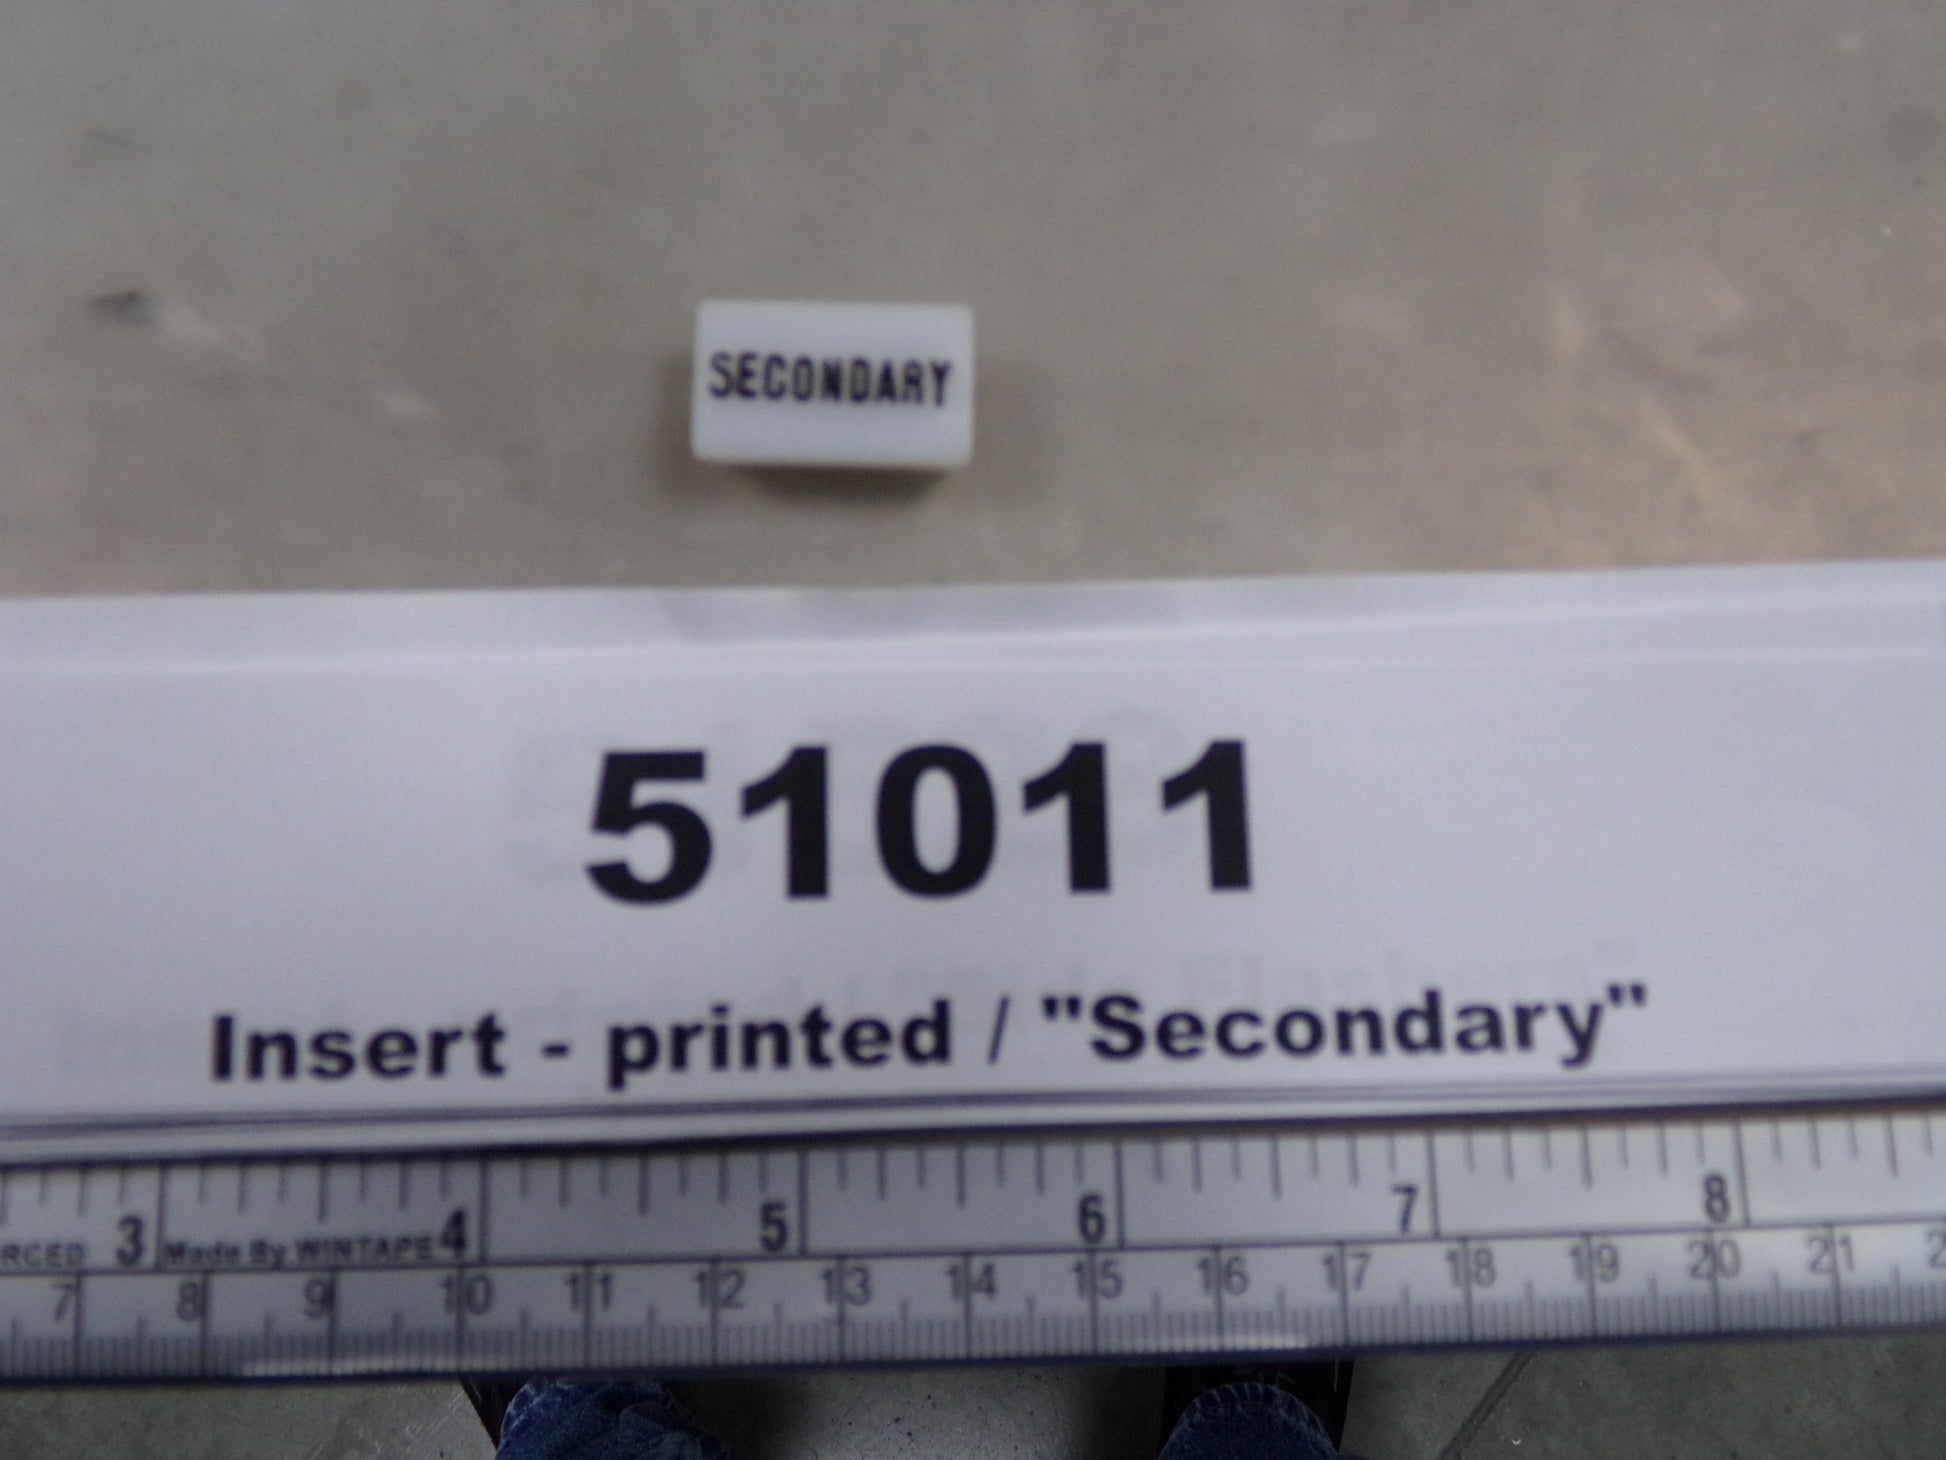 SECONDARY
51011
Insert - printed / "Secondary"
3 Made By WINTAPE 4 5 6 7 8
7 8 9 10 11 12 13 14 15 16 17 18 19 20 21